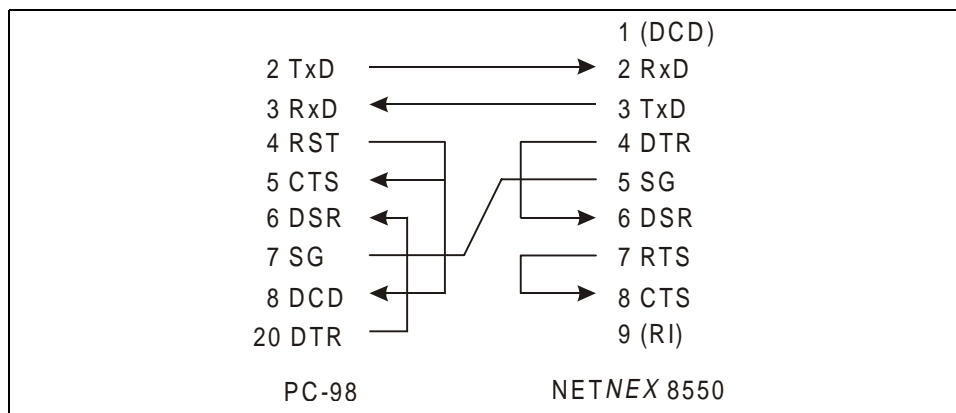 1 (DCD)
2 TxD 2 RxD
3 RxD 3 TxD
4 RST 4 DTR
5 CTS 5 SG
6 DSR 6 DSR
7 SG 7 RTS
8 DCD 8 CTS
20 DTR 9 (RI)
PC-98 NETNEX 8550